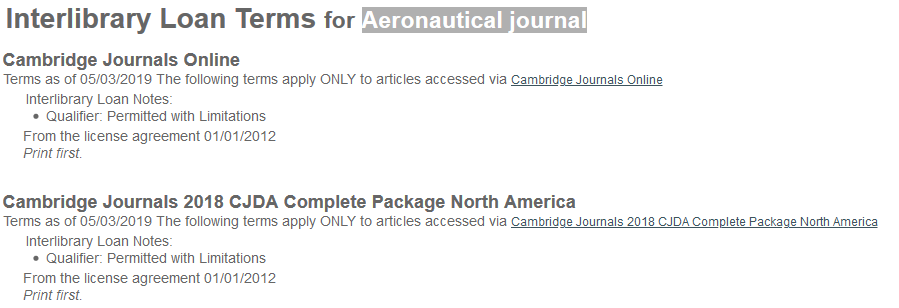 Interlibrary Loan Terms for Aeronautical journal
Cambridge Journals Online
Terms as of 05/03/2019 The following terms apply ONLY to articles accessed via Cambridge Journals Online
Interlibrary Loan Notes:
• Qualifier: Permitted with Limitations
From the license agreement 01/01/2012
Print first.
Cambridge Journals 2018 CJDA Complete Package North America
Terms as of 05/03/2019 The following terms apply ONLY to articles accessed via Cambridge Journals 2018 CJDA Complete Package North America
Interlibrary Loan Notes:
• Qualifier: Permitted with Limitations
From the license agreement 01/01/2012
Print first.